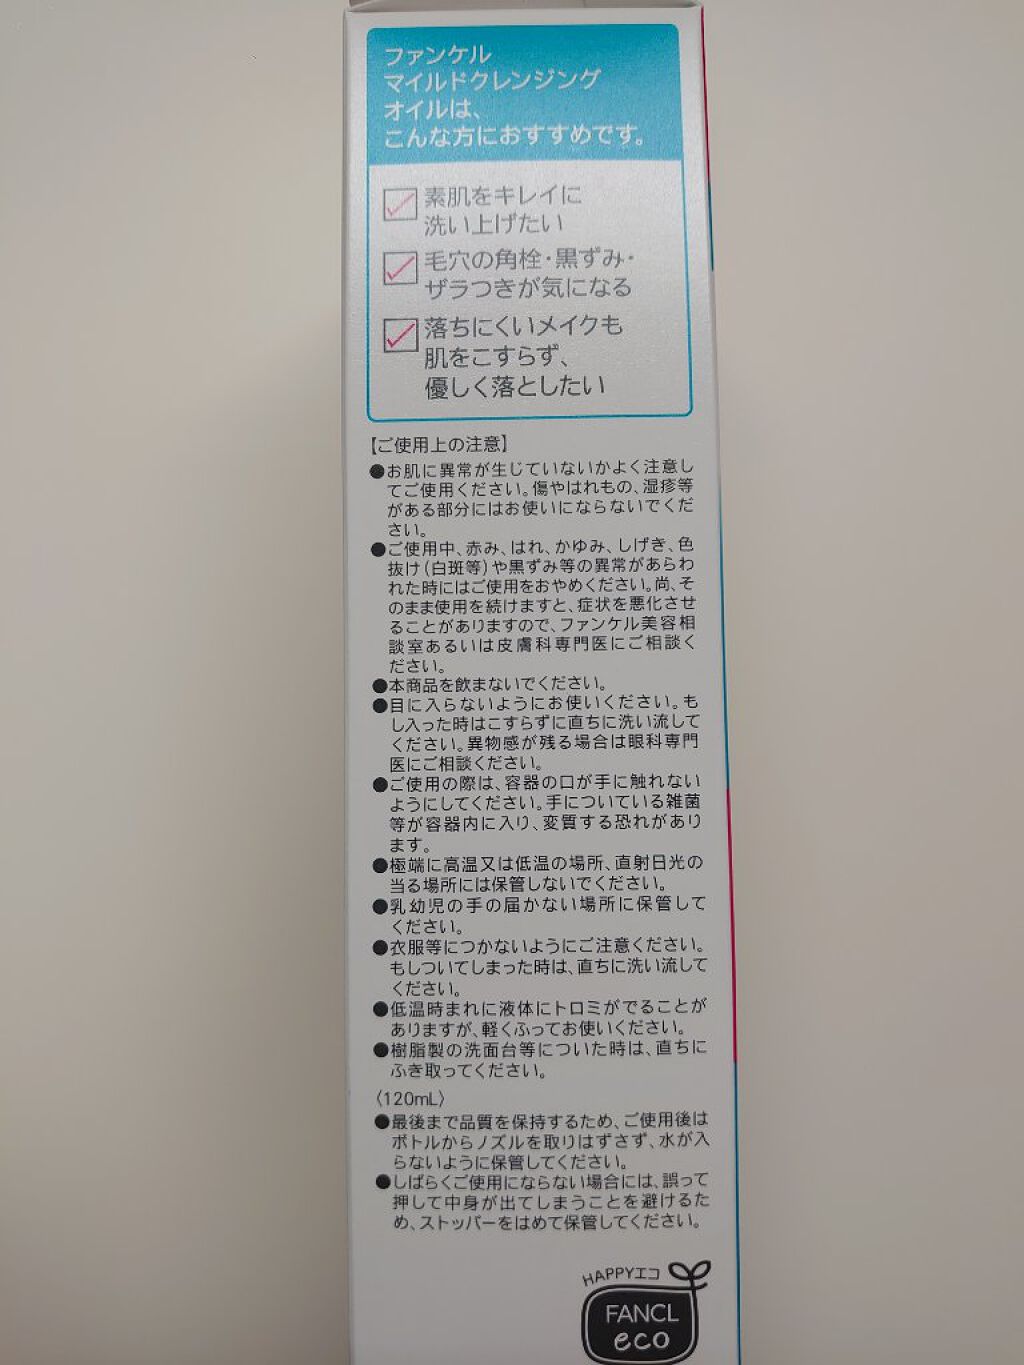 ファンケル
マイルドクレンジング
オイルは、
こんな方におすすめです。
素肌をキレイに
洗い上げたい
毛穴の角栓・黒ずみ・
ザラつきが気になる
落ちにくいメイクも
肌をこすらず、
優しく落としたい
【ご使用上の注意】
●お肌に異常が生じていないかよく注意し
てご使用ください。傷やはれもの、湿疹等
がある部分にはお使いにならないでくだ
さい。
●ご使用中、赤み、はれ、かゆみ、しげき、色
抜け(白斑等)や黒ずみ等の異常があらわ
れた時にはご使用をおやめください。尚、そ
のまま使用を続けますと、症状を悪化させ
ることがありますので、ファンケル美容相
談室あるいは皮膚科専門医にご相談く
ださい。
●本商品を飲まないでください。
●目に入らないようにお使いください。も
し入った時はこすらずに直ちに洗い流して
ください。異物感が残る場合は眼科専門
医にご相談ください。
●ご使用の際は、容器の口が手に触れない
ようにしてください。手についている雑菌
等が容器内に入り、変質する恐れがあり
ます。
●極端に高温又は低温の場所、直射日光の
当る場所には保管しないでください。
●乳幼児の手の届かない場所に保管して
ください。
●衣服等につかないようにご注意ください。
もしついてしまった時は、直ちに洗い流して
ください。
●低温時まれに液体にトロミがでることが
ありますが、軽くふってお使いください。
●樹脂製の洗面台等についた時は、直ちに
ふき取ってください。
〈120mL〉
●最後まで品質を保持するため、ご使用後は
ボトルからノズルを取りはずさず、水が入
らないように保管してください。
●しばらくご使用にならない場合には、誤って
押して中身が出てしまうことを避けるた
め、ストッパーをはめて保管してください。
HAPPYエコ
FANCL
eco